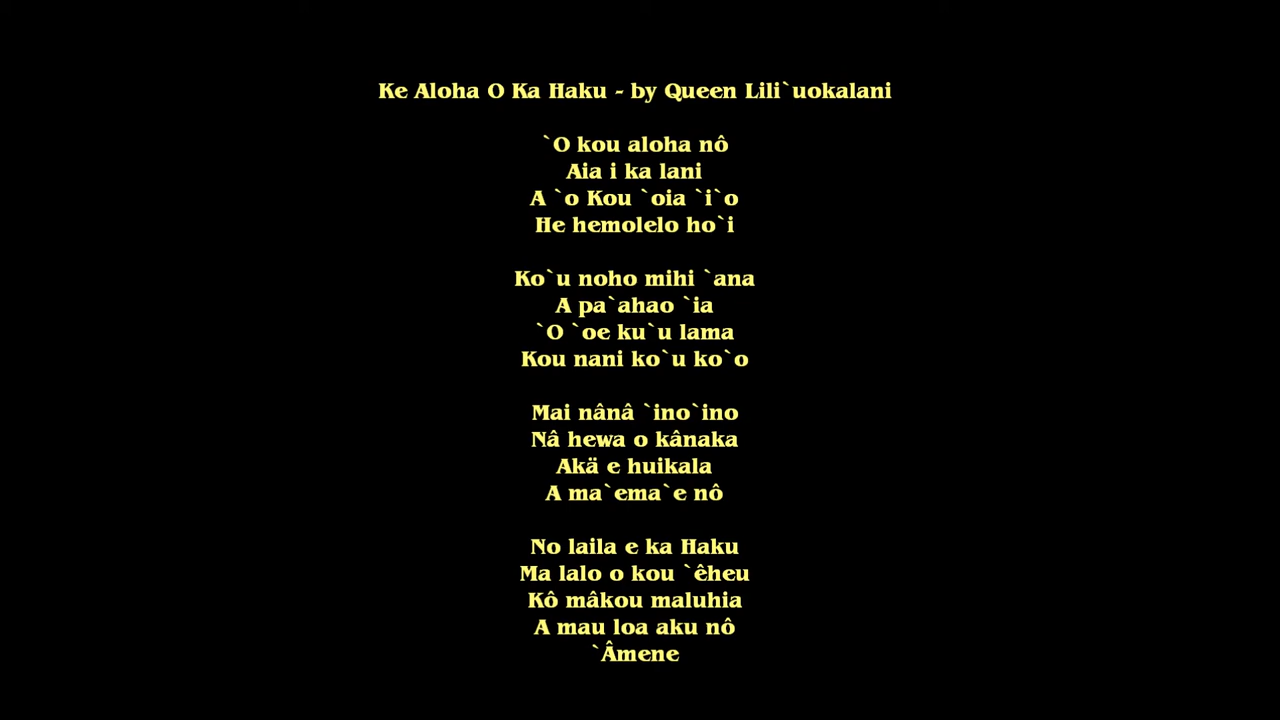 Ke Aloha O Ka Haku - by Queen Lili`uokalani
`O kou aloha nô
Aia i ka lani
A `o Kou `oia `i`o
He hemolelo ho`i
Ko`u noho mihi `ana
A pa`ahao `ia
`O `oe ku`u lama
Kou nani ko`u ko`o
Mai nânâ `ino`ino
Nâ hewa o kânaka
Akä e huikala
A ma`ema`e nô
No laila e ka Haku
Ma lalo o kou `êheu
Kô mâkou maluhia
A mau loa aku nô
`Âmene